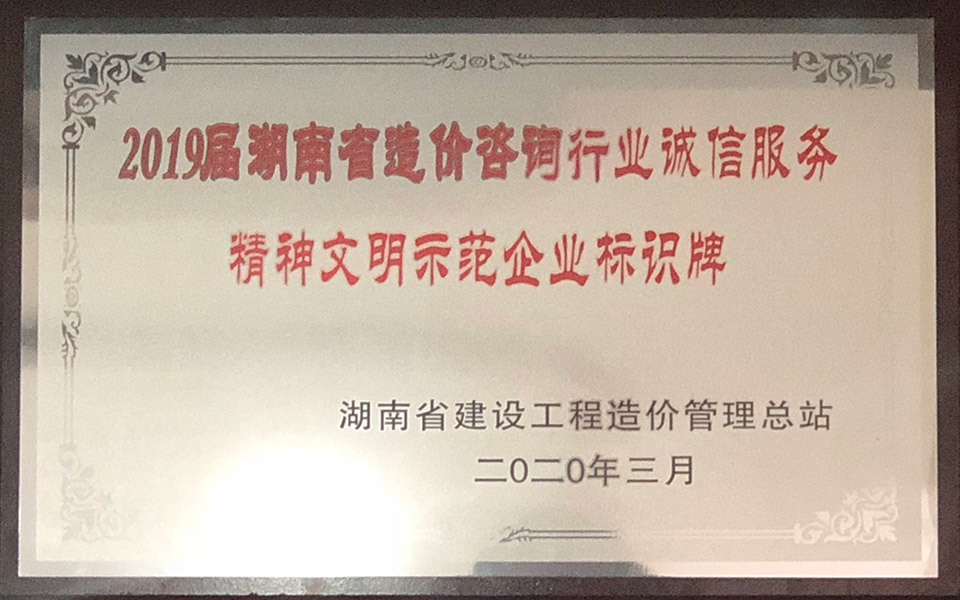 2019届湖南省造价咨询行业诚信服务
精神文明示范企业标识牌
湖南省建设工程造价管理总站
二〇二〇年三月